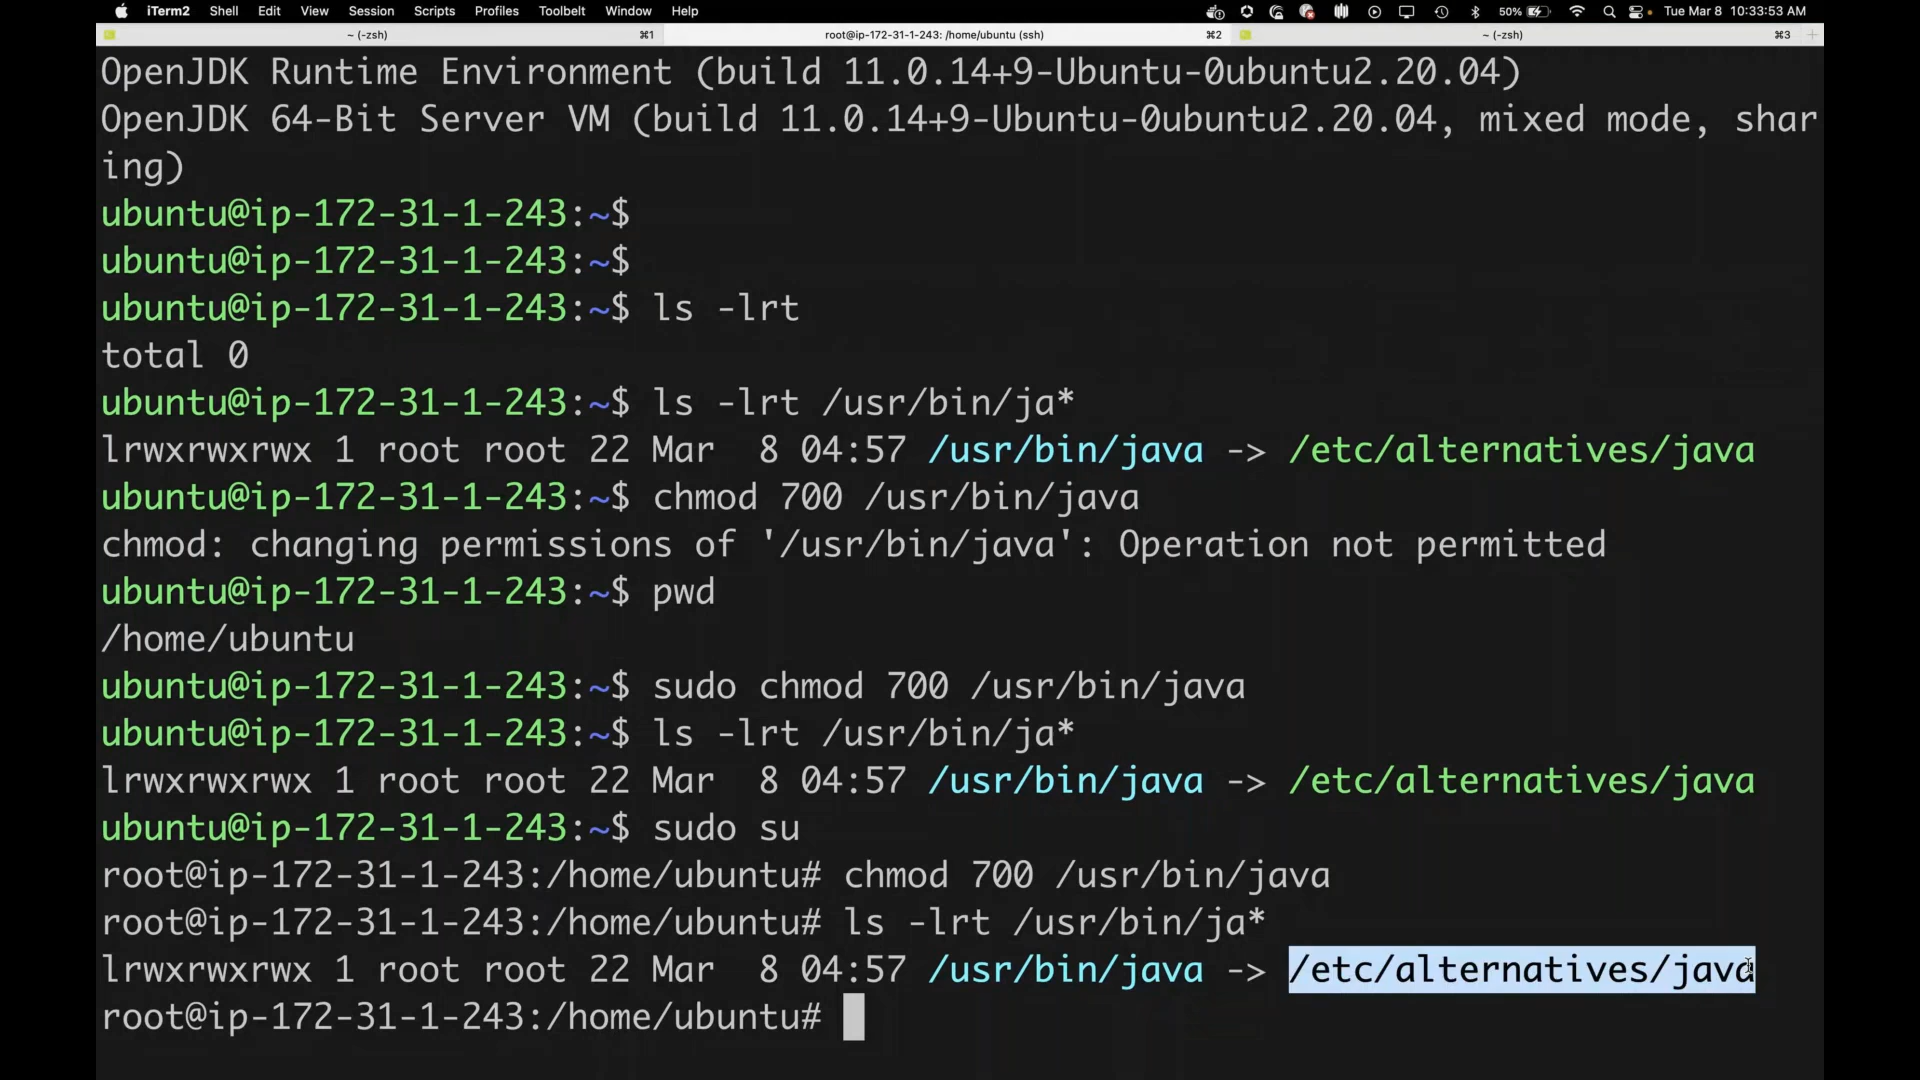 iTerm2 Shell Edit View Session Scripts Profiles Toolbelt Window Help 50% Tue Mar 8 10:33:53 AM
~ (-zsh) ⌘1 root@ip-172-31-1-243: /home/ubuntu (ssh) ⌘2 ~ (-zsh) ⌘3
OpenJDK Runtime Environment (build 11.0.14+9-Ubuntu-0ubuntu2.20.04)
OpenJDK 64-Bit Server VM (build 11.0.14+9-Ubuntu-0ubuntu2.20.04, mixed mode, shar
ing)
ubuntu@ip-172-31-1-243:~$
ubuntu@ip-172-31-1-243:~$
ubuntu@ip-172-31-1-243:~$ ls -lrt
total 0
ubuntu@ip-172-31-1-243:~$ ls -lrt /usr/bin/ja*
lrwxrwxrwx 1 root root 22 Mar  8 04:57 /usr/bin/java -> /etc/alternatives/java
ubuntu@ip-172-31-1-243:~$ chmod 700 /usr/bin/java
chmod: changing permissions of '/usr/bin/java': Operation not permitted
ubuntu@ip-172-31-1-243:~$ pwd
/home/ubuntu
ubuntu@ip-172-31-1-243:~$ sudo chmod 700 /usr/bin/java
ubuntu@ip-172-31-1-243:~$ ls -lrt /usr/bin/ja*
lrwxrwxrwx 1 root root 22 Mar  8 04:57 /usr/bin/java -> /etc/alternatives/java
ubuntu@ip-172-31-1-243:~$ sudo su
root@ip-172-31-1-243:/home/ubuntu# chmod 700 /usr/bin/java
root@ip-172-31-1-243:/home/ubuntu# ls -lrt /usr/bin/ja*
lrwxrwxrwx 1 root root 22 Mar  8 04:57 /usr/bin/java -> /etc/alternatives/java
root@ip-172-31-1-243:/home/ubuntu#